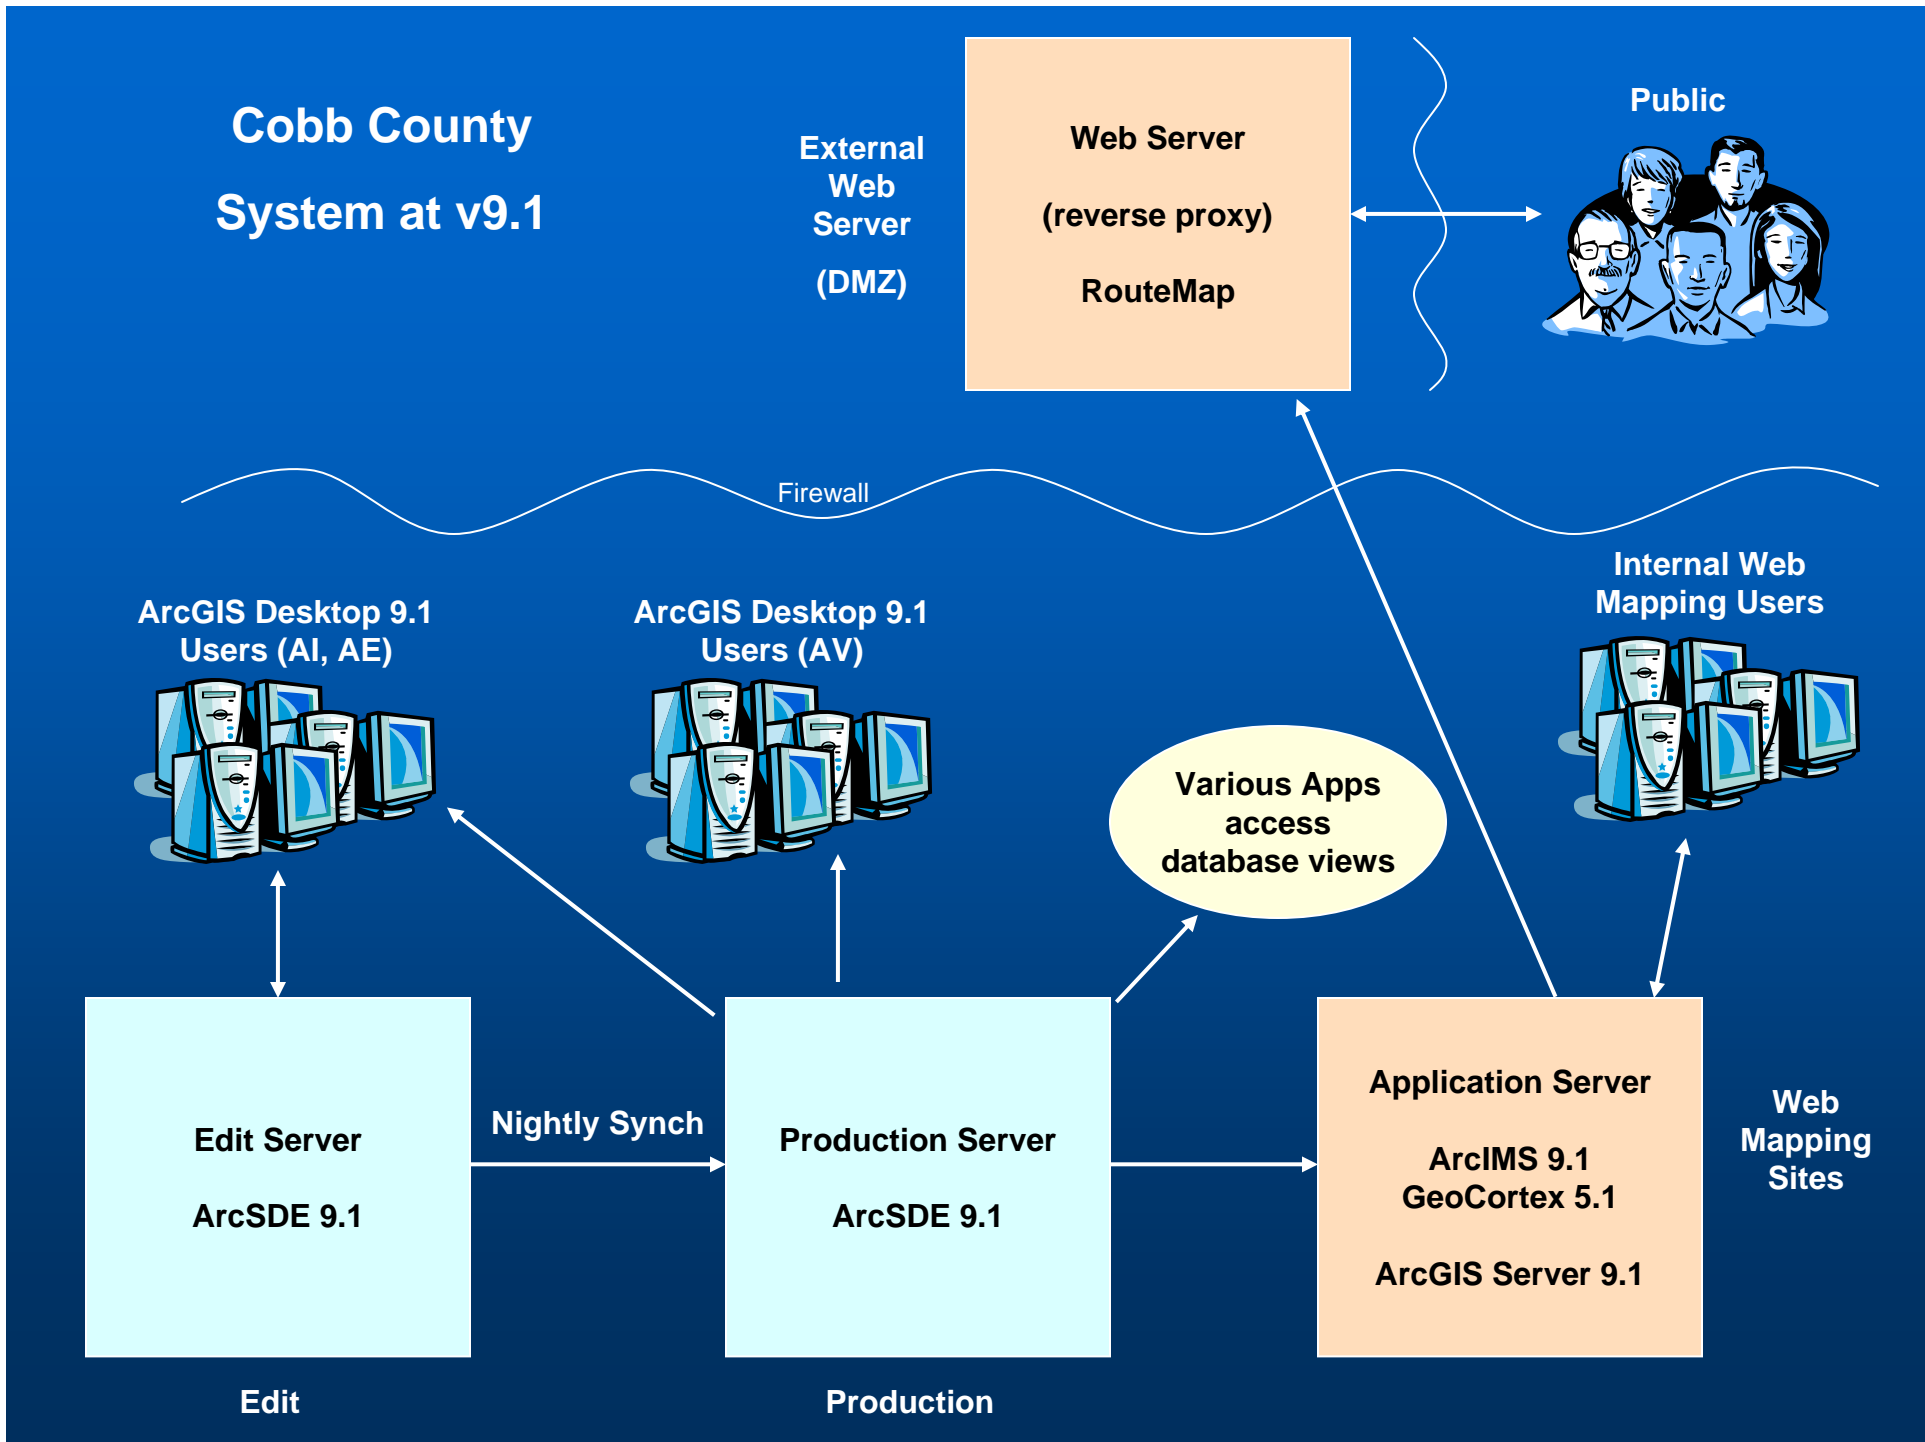 Cobb County
System at v9.1
External
Web
Server
(DMZ)
Web Server
(reverse proxy)
RouteMap
Public
Firewall
ArcGIS Desktop 9.1
Users (AI, AE)
ArcGIS Desktop 9.1
Users (AV)
Internal Web
Mapping Users
Various Apps
access
database views
Edit Server
ArcSDE 9.1
Nightly Synch
Production Server
ArcSDE 9.1
Application Server
ArcIMS 9.1
GeoCortex 5.1
ArcGIS Server 9.1
Web
Mapping
Sites
Edit
Production